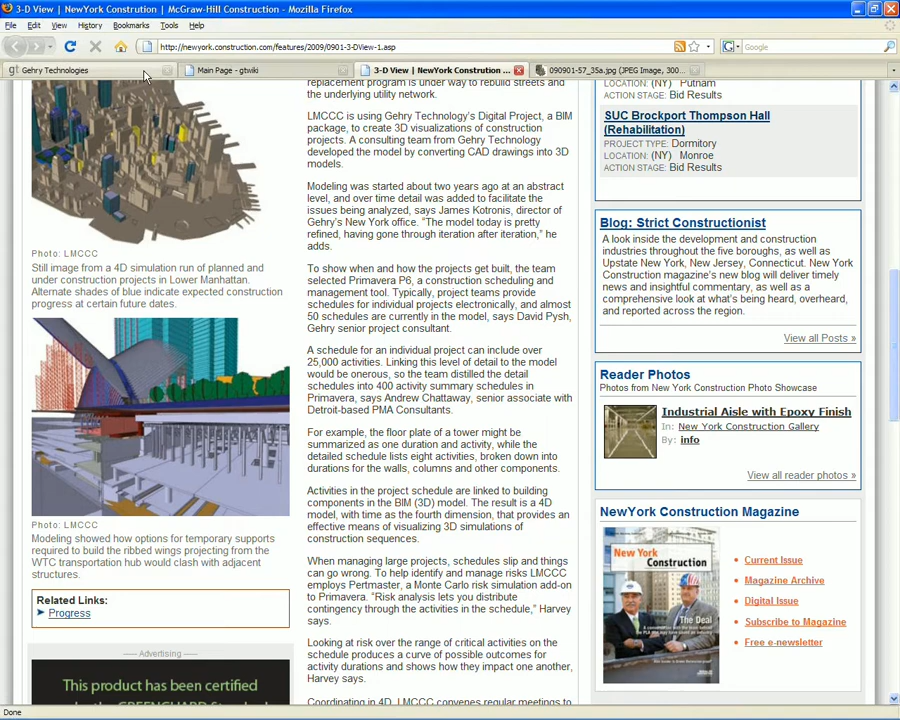 3-D View | NewYork Constrution | McGraw-Hill Construction - Mozilla Firefox
File Edit View History Bookmarks Tools Help
http://newyork.construction.com/features/2009/0901-3-DView-1.asp
Google
gt Gehry Technologies
Main Page - gtwiki
3-D View | NewYork Constrution ...
090901-57_35a.jpg (JPEG Image, 300...
Photo: LMCCC
Still image from a 4D simulation run of planned and
under construction projects in Lower Manhattan.
Alternate shades of blue indicate expected construction
progress at certain future dates.
Photo: LMCCC
Modeling showed how options for temporary supports
required to build the ribbed wings projecting from the
WTC transportation hub would clash with adjacent
structures.
Related Links:
Progress
Advertising
This product has been certified
replacement program is under way to rebuild streets and
the underlying utility network.
LMCCC is using Gehry Technology's Digital Project, a BIM
package, to create 3D visualizations of construction
projects. A consulting team from Gehry Technology
developed the model by converting CAD drawings into 3D
models.
Modeling was started about two years ago at an abstract
level, and over time detail was added to facilitate the
issues being analyzed, says James Kotronis, director of
Gehry's New York office. "The model today is pretty
refined, having gone through iteration after iteration," he
adds.
To show when and how the projects get built, the team
selected Primavera P6, a construction scheduling and
management tool. Typically, project teams provide
schedules for individual projects electronically, and almost
50 schedules are currently in the model, says David Pysh,
Gehry senior project consultant.
A schedule for an individual project can include over
25,000 activities. Linking this level of detail to the model
would be onerous, so the team distilled the detail
schedules into 400 activity summary schedules in
Primavera, says Andrew Chattaway, senior associate with
Detroit-based PMA Consultants.
For example, the floor plate of a tower might be
summarized as one duration and activity, while the
detailed schedule lists eight activities, broken down into
durations for the walls, columns and other components.
Activities in the project schedule are linked to building
components in the BIM (3D) model. The result is a 4D
model, with time as the fourth dimension, that provides an
effective means of visualizing 3D simulations of
construction sequences.
When managing large projects, schedules slip and things
can go wrong. To help identify and manage risks LMCCC
employs Pertmaster, a Monte Carlo risk simulation add-on
to Primavera. "Risk analysis lets you distribute
contingency through the activities in the schedule," Harvey
says.
Looking at risk over the range of critical activities on the
schedule produces a curve of possible outcomes for
activity durations and shows how they impact one another,
Harvey says.
Coordinating in 4D, LMCCC convenes regular meetings to
LOCATION: (NY) Putnam
ACTION STAGE: Bid Results
SUC Brockport Thompson Hall
(Rehabilitation)
PROJECT TYPE: Dormitory
LOCATION: (NY) Monroe
ACTION STAGE: Bid Results
Blog: Strict Constructionist
A look inside the development and construction
industries throughout the five boroughs, as well as
Upstate New York, New Jersey, Connecticut. New York
Construction magazine's new blog will deliver timely
news and insightful commentary, as well as a
comprehensive look at what's being heard, overheard,
and reported across the region.
View all Posts »
Reader Photos
Photos from New York Construction Photo Showcase
Industrial Aisle with Epoxy Finish
In: New York Construction Gallery
By: info
View all reader photos »
NewYork Construction Magazine
New York
Construction
The Deal
Current Issue
Magazine Archive
Digital Issue
Subscribe to Magazine
Free e-newsletter
Done